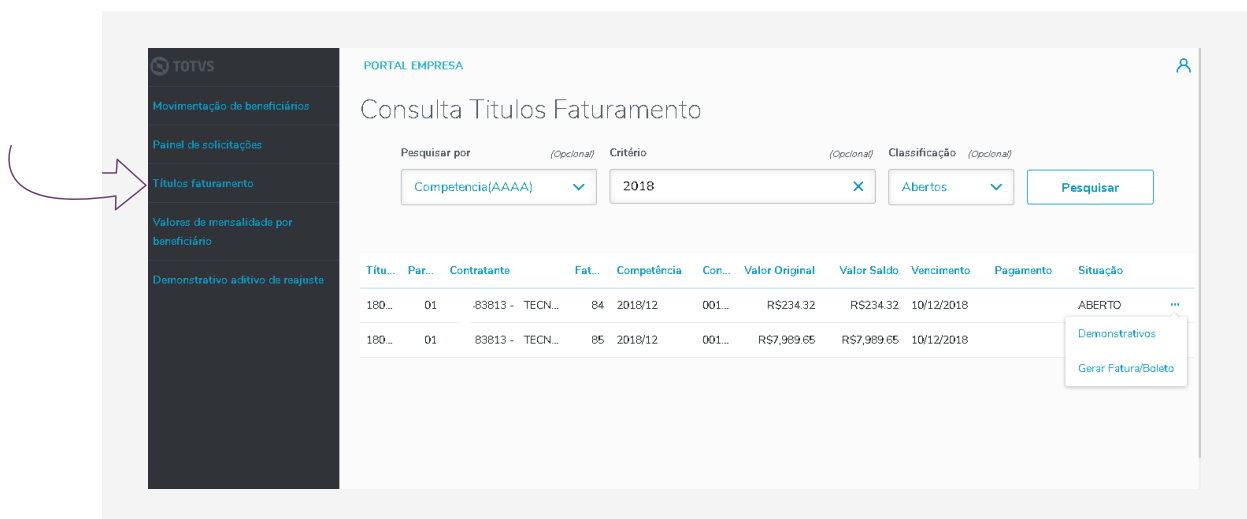 TOTVS
PORTAL EMPRESA
Movimentação de beneficiários
Painel de solicitações
Títulos faturamento
Valores de mensalidade por
beneficiário
Demonstrativo aditivo de reajuste
Consulta Titulos Faturamento
Pesquisar por (Opcional) Critério (Opcional) Classificação (Opcional)
Competencia(AAAA) 2018 Abertos Pesquisar
Títu... Par... Contratante Fat... Competência Con... Valor Original Valor Saldo Vencimento Pagamento Situação
180... 01 -83813 - TECN... 84 2018/12 001... R$234.32 R$234.32 10/12/2018 ABERTO ...
180... 01 83813 - TECN... 85 2018/12 001... R$7,989.65 R$7,989.65 10/12/2018
Demonstrativos
Gerar Fatura/Boleto